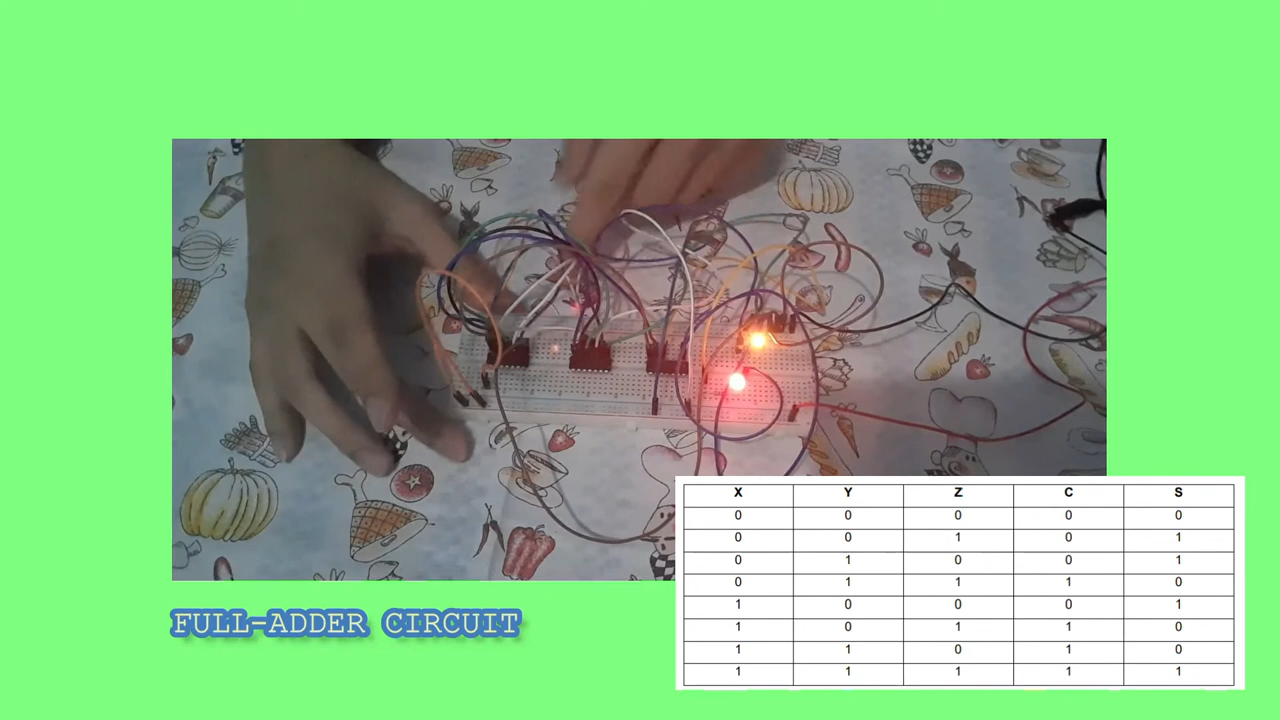 X Y Z C S
0 0 0 0 0
0 0 1 0 1
0 1 0 0 1
0 1 1 1 0
1 0 0 0 1
1 0 1 1 0
1 1 0 1 0
1 1 1 1 1
FULL-ADDER CIRCUIT